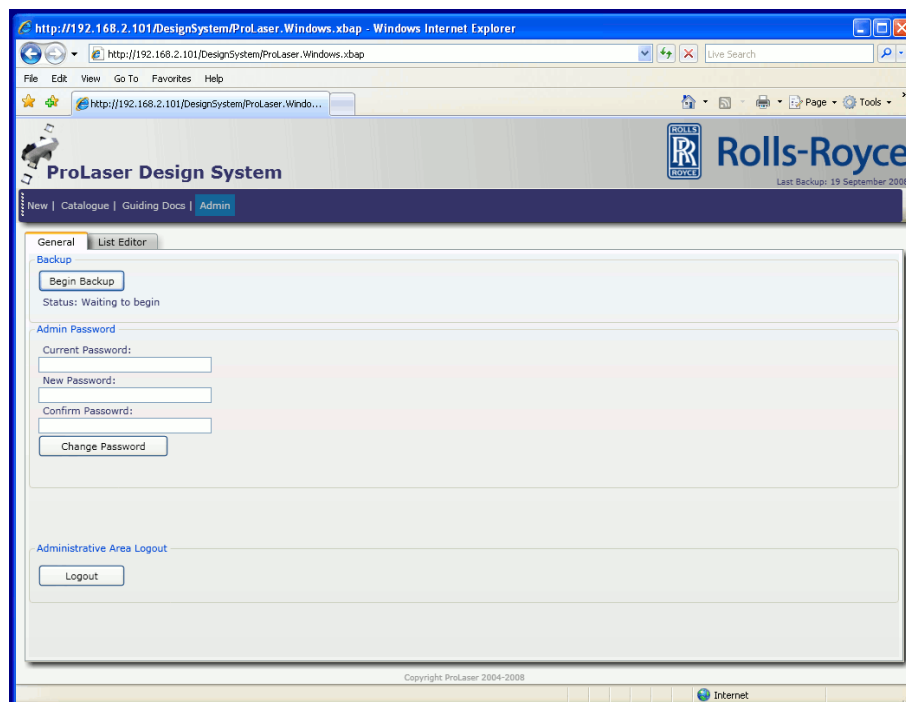 http://192.168.2.101/DesignSystem/ProLaser.Windows.xbap - Windows Internet Explorer
http://192.168.2.101/DesignSystem/ProLaser.Windows.xbap
Live Search
File Edit View Go To Favorites Help
http://192.168.2.101/DesignSystem/ProLaser.Windo...
Page Tools
ROLLS
RR
ROYCE
Rolls-Royce
ProLaser Design System
Last Backup: 19 September 200
New | Catalogue | Guiding Docs | Admin
General List Editor
Backup
Begin Backup
Status: Waiting to begin
Admin Password
Current Password:
New Password:
Confirm Passowrd:
Change Password
Administrative Area Logout
Logout
Copyright ProLaser 2004-2008
Internet